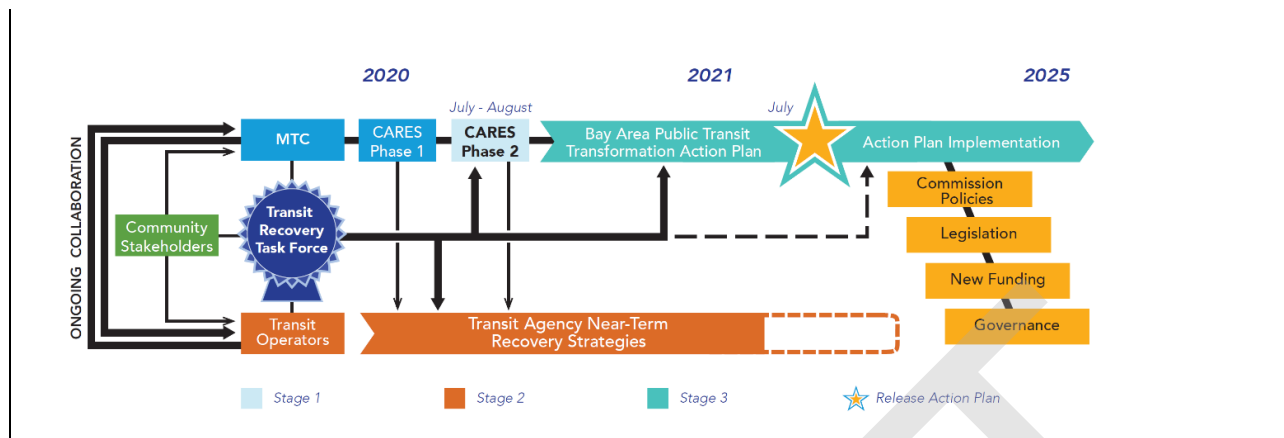 2020
2021
2025
July - August
July
MTC
CARES
Phase 1
CARES
Phase 2
Bay Area Public Transit
Transformation Action Plan
Action Plan Implementation
ONGOING COLLABORATION
Community
Stakeholders
Transit
Recovery
Task Force
Commission
Policies
Legislation
New Funding
Governance
Transit
Operators
Transit Agency Near-Term
Recovery Strategies
Stage 1
Stage 2
Stage 3
Release Action Plan